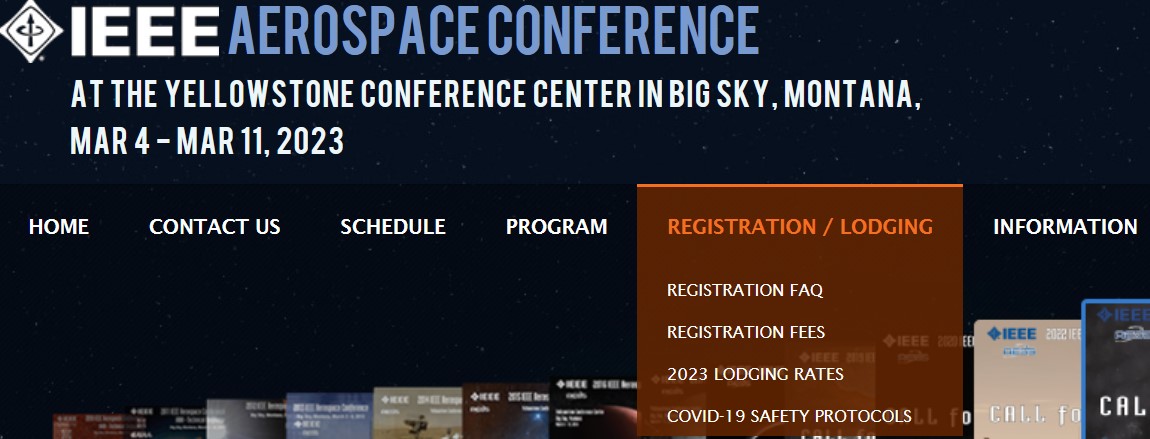 IEEE AEROSPACE CONFERENCE
AT THE YELLOWSTONE CONFERENCE CENTER IN BIG SKY, MONTANA,
MAR 4 - MAR 11, 2023
HOME CONTACT US SCHEDULE PROGRAM REGISTRATION / LODGING INFORMATION
REGISTRATION FAQ
REGISTRATION FEES
2023 LODGING RATES
COVID-19 SAFETY PROTOCOLS
IEEE
IEEE 2022 IEE
IEEE
CALL fo
CAL